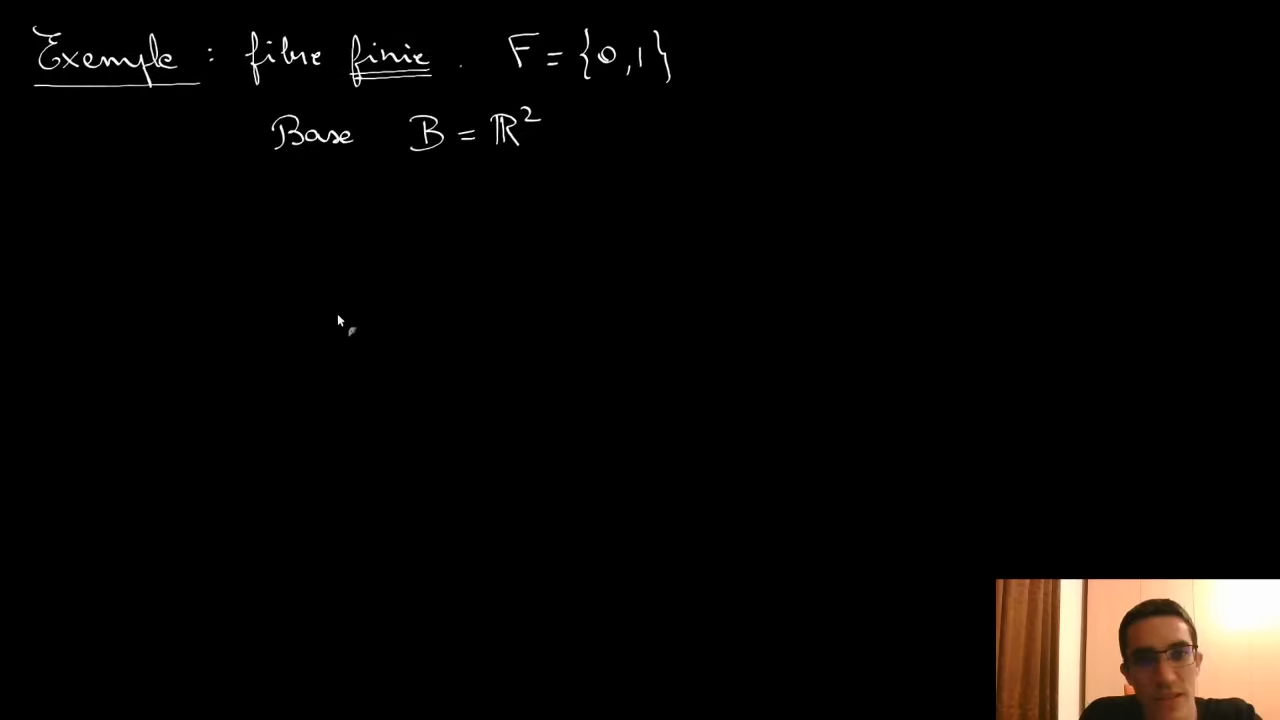 Exemple : fibre finie . F = {0,1}
Base B = ℝ²